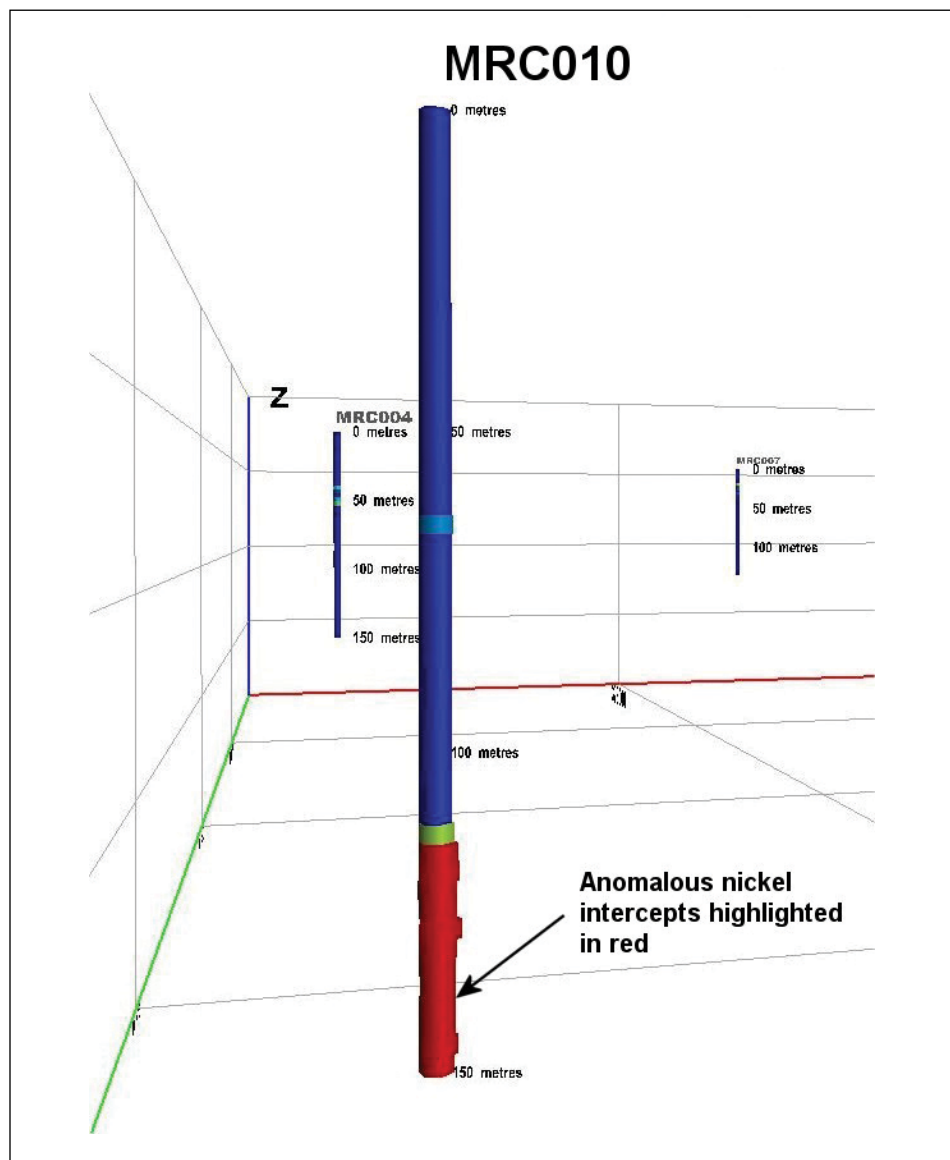 MRC010
0 metres
Z
MRC004
0 metres
50 metres
MRC007
0 metres
50 metres
50 metres
100 metres
100 metres
150 metres
100 metres
Anomalous nickel
intercepts highlighted
in red
150 metres